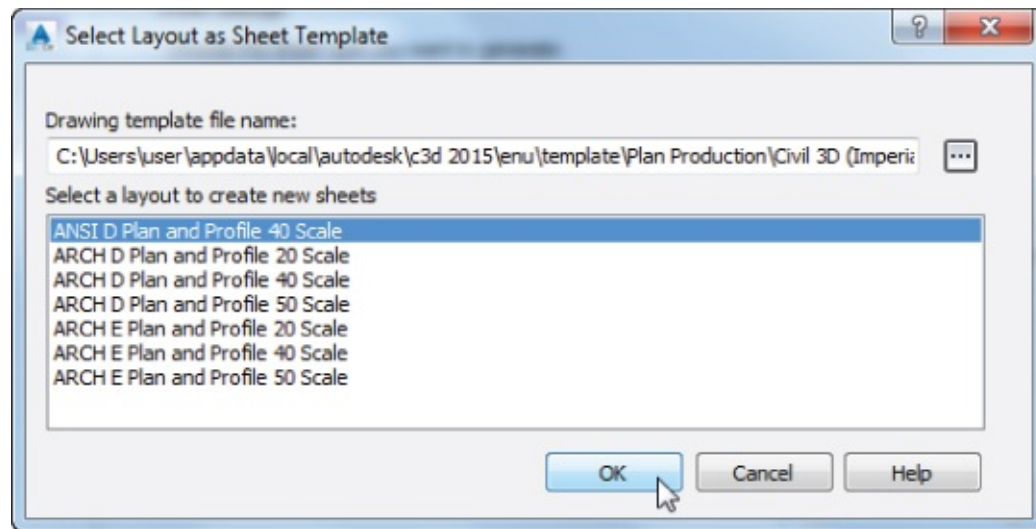 Select Layout as Sheet Template
Drawing template file name:
C:\Users\user\appdata\local\autodesk\c3d 2015\enu\template\Plan Production\Civil 3D (Imperia
Select a layout to create new sheets
ANSI D Plan and Profile 40 Scale
ARCH D Plan and Profile 20 Scale
ARCH D Plan and Profile 40 Scale
ARCH D Plan and Profile 50 Scale
ARCH E Plan and Profile 20 Scale
ARCH E Plan and Profile 40 Scale
ARCH E Plan and Profile 50 Scale
OK Cancel Help